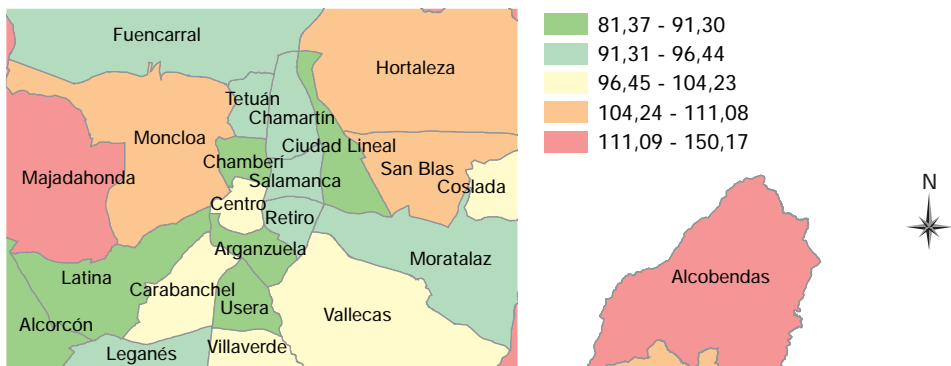 Fuencarral
Hortaleza
Tetuán
Chamartín
Moncloa
Ciudad Lineal
Chamberí
San Blas
Majadahonda
Salamanca
Coslada
Centro
Retiro
Arganzuela
Moratalaz
Latina
Carabanchel
Usera
Vallecas
Alcorcón
Leganés
Villaverde
81,37 - 91,30
91,31 - 96,44
96,45 - 104,23
104,24 - 111,08
111,09 - 150,17
N
Alcobendas